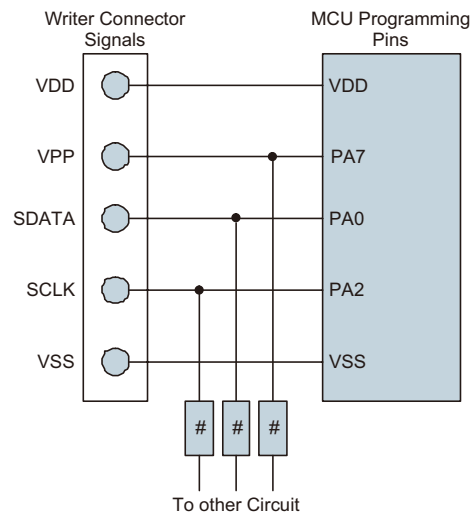 Writer Connector
Signals
MCU Programming
Pins
VDD
VDD
VPP
PA7
SDATA
PA0
SCLK
PA2
VSS
VSS
# # #
To other Circuit